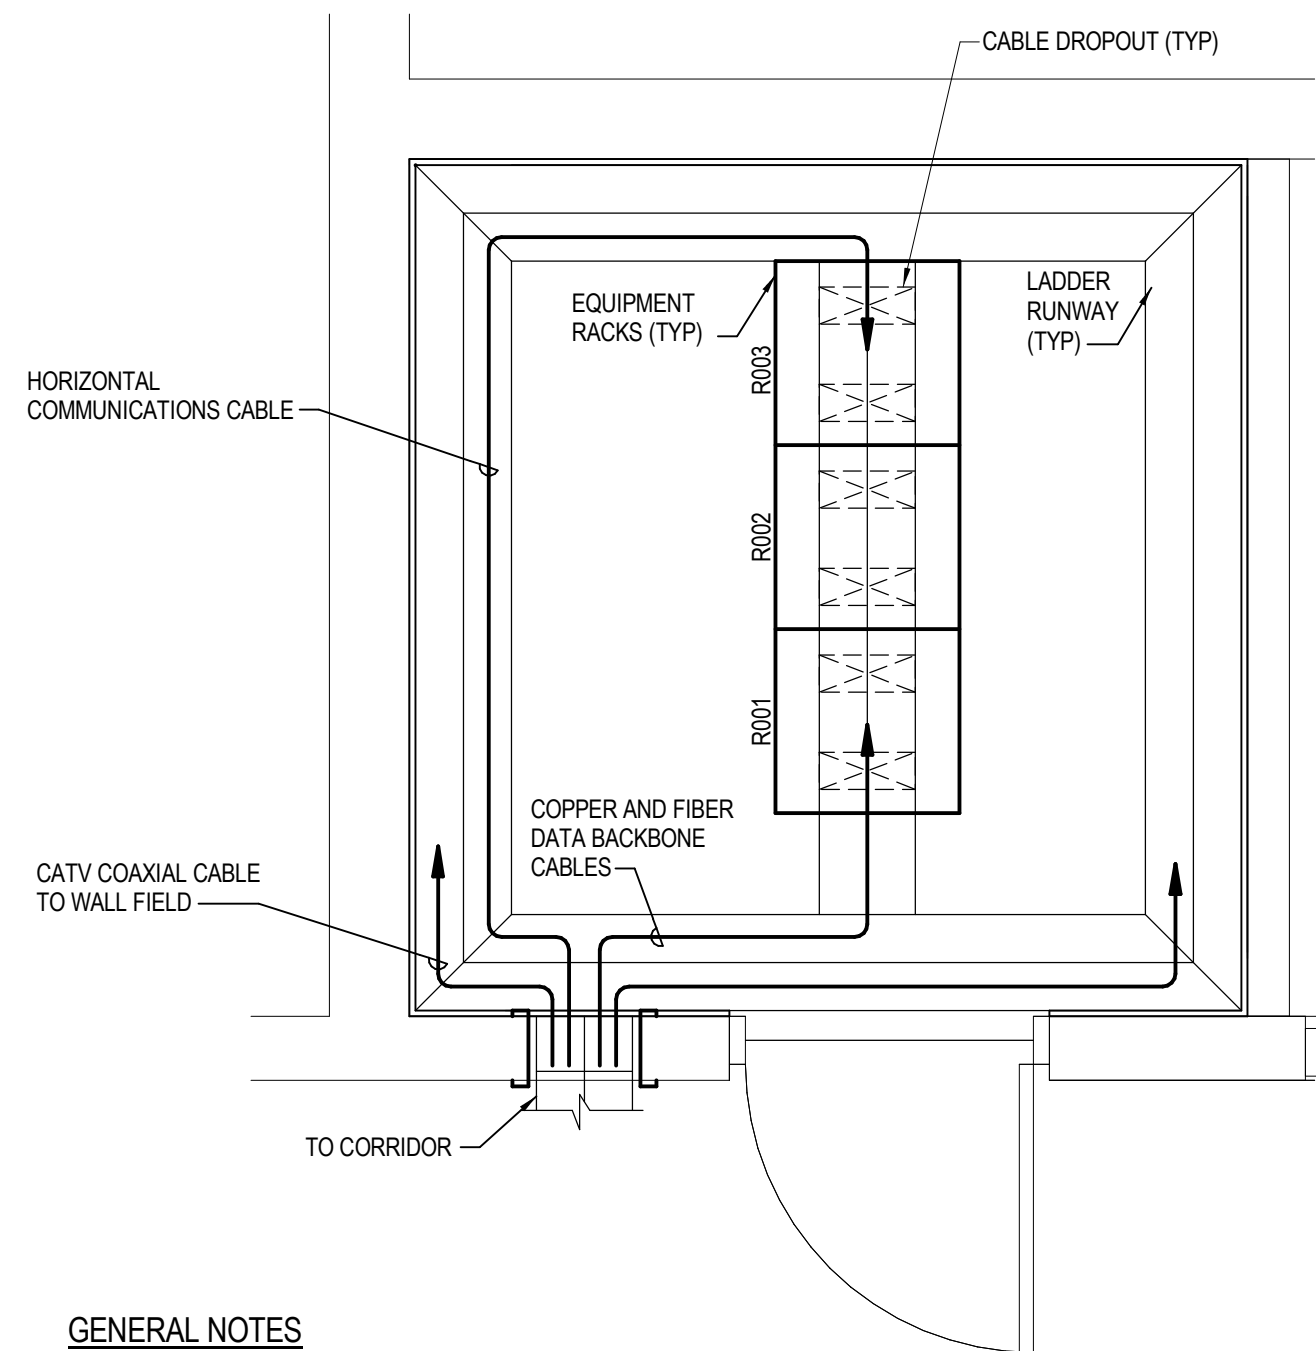 CABLE DROPOUT (TYP)
EQUIPMENT
RACKS (TYP)
LADDER
RUNWAY
(TYP)
R003
HORIZONTAL
COMMUNICATIONS CABLE
R002
R001
COPPER AND FIBER
DATA BACKBONE
CABLES
CATV COAXIAL CABLE
TO WALL FIELD
TO CORRIDOR
GENERAL NOTES